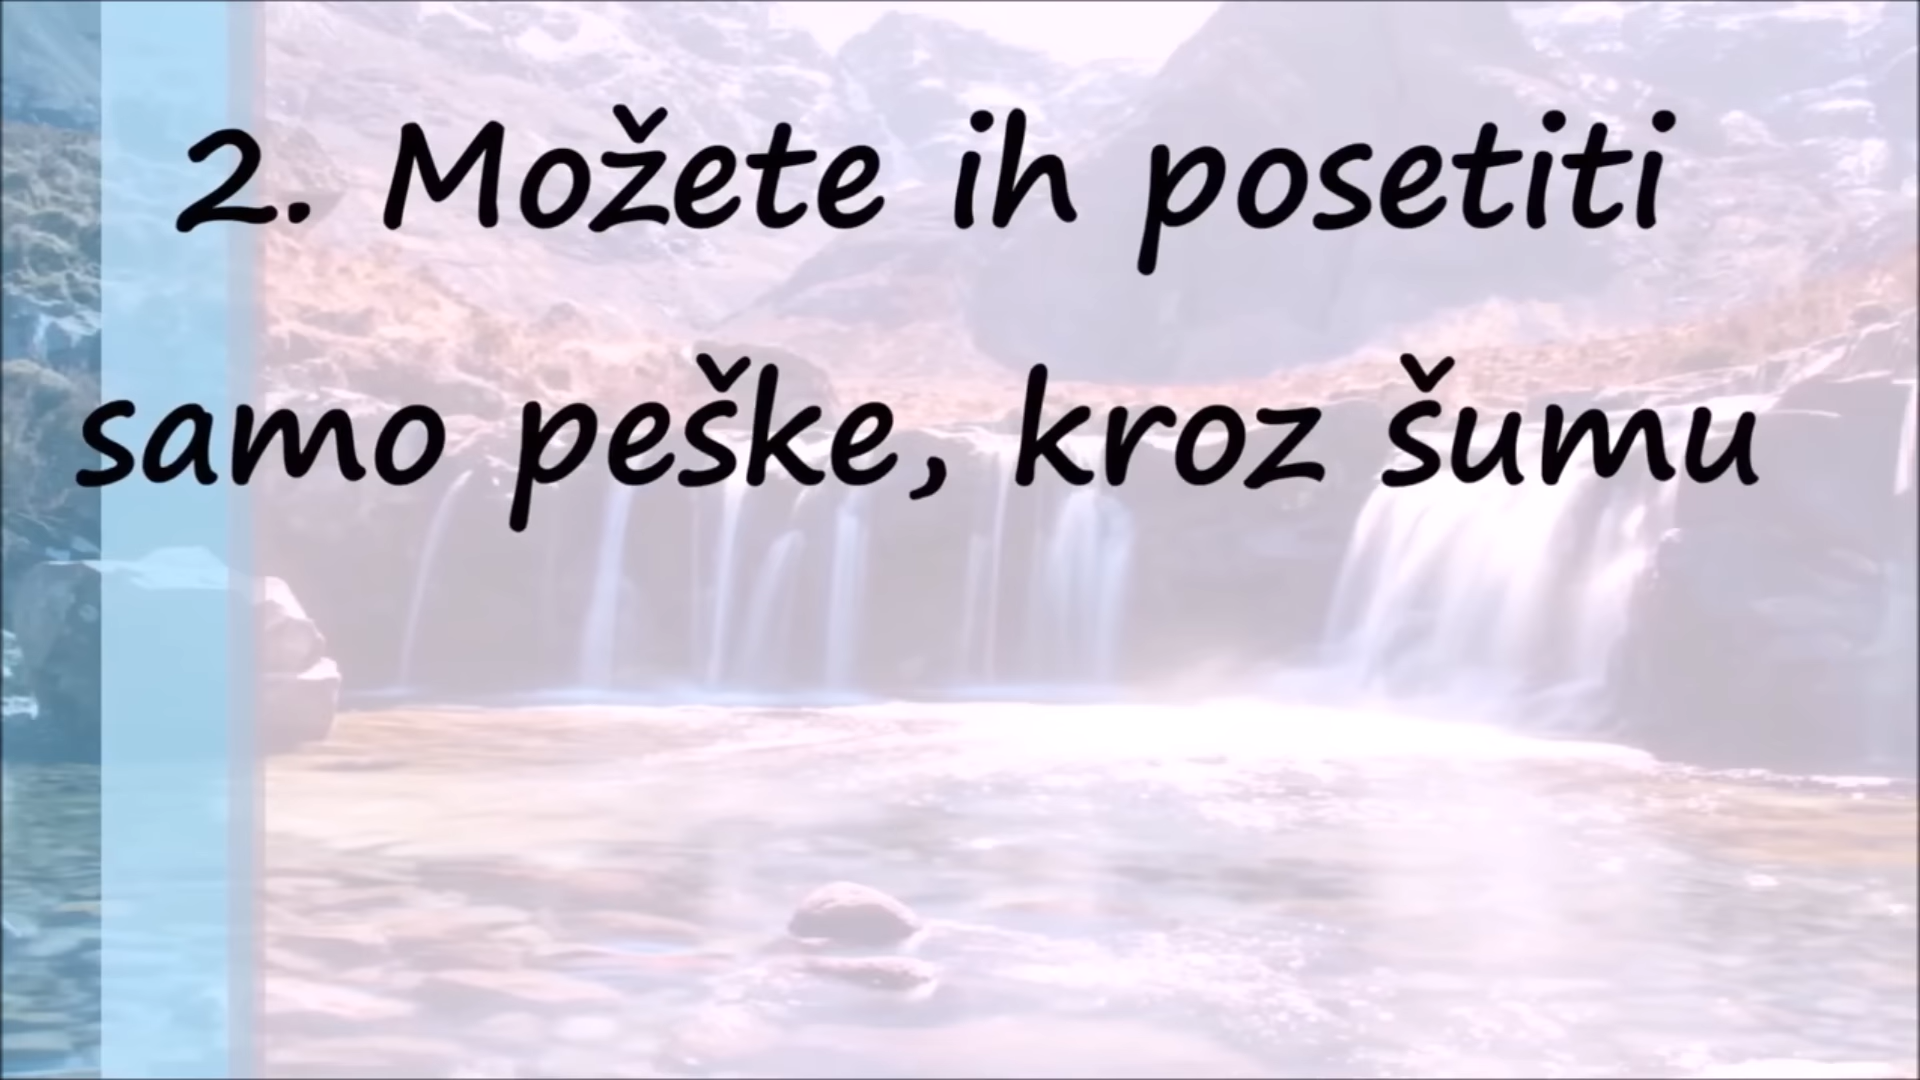 2. Možete ih posetiti
samo peške, kroz šumu